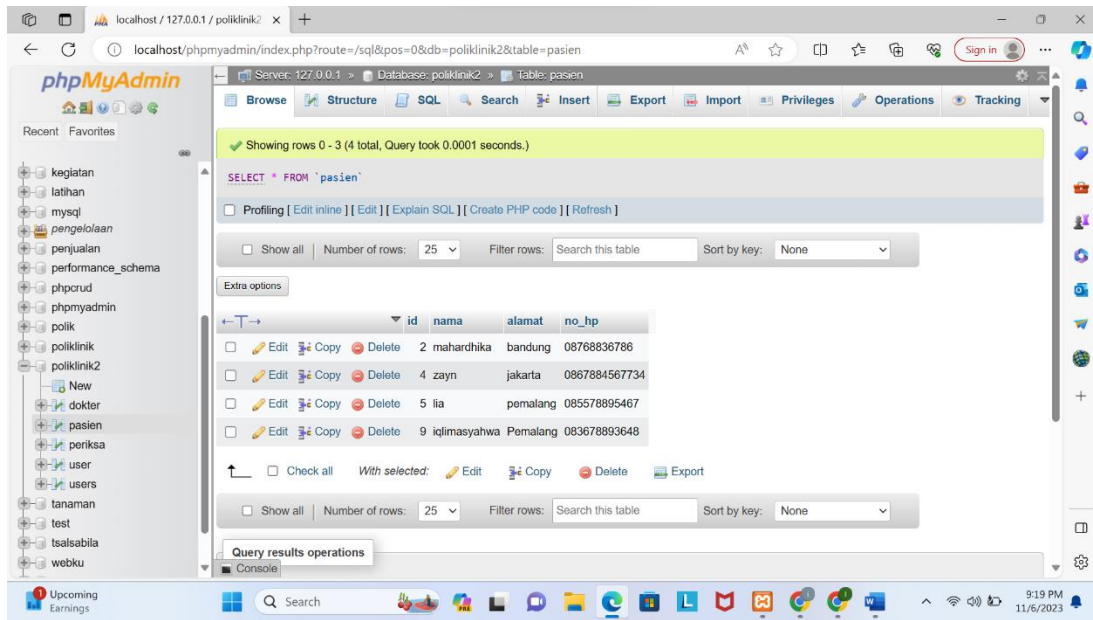 localhost / 127.0.0.1 / poliklinik2
localhost/phpmyadmin/index.php?route=/sql&pos=0&db=poliklinik2&table=pasien
Sign in
phpMyAdmin
Recent Favorites
kegiatan
latihan
mysql
pengelolaan
penjualan
performance_schema
phpcrud
phpmyadmin
polik
poliklinik
poliklinik2
New
dokter
pasien
periksa
user
users
tanaman
test
tsalsabila
webku
Server: 127.0.0.1 » Database: poliklinik2 » Table: pasien
Browse Structure SQL Search Insert Export Import Privileges Operations Tracking
Showing rows 0 - 3 (4 total, Query took 0.0001 seconds.)
SELECT * FROM `pasien`
Profiling [ Edit inline ] [ Edit ] [ Explain SQL ] [ Create PHP code ] [ Refresh ]
Show all | Number of rows: 25 Filter rows: Search this table Sort by key: None
Extra options
←T→ id nama alamat no_hp
Edit Copy Delete 2 mahardhika bandung 08768836786
Edit Copy Delete 4 zayn jakarta 0867884567734
Edit Copy Delete 5 lia pemalang 085578895467
Edit Copy Delete 9 iqlimasyahwa Pemalang 083678893648
Check all With selected: Edit Copy Delete Export
Show all | Number of rows: 25 Filter rows: Search this table Sort by key: None
Query results operations
Console
1 Upcoming
Earnings
Search
9:19 PM
11/6/2023